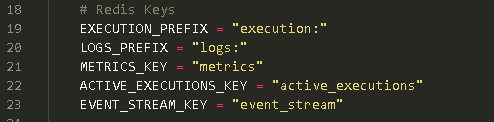 18 # Redis Keys
19 EXECUTION_PREFIX = "execution:"
20 LOGS_PREFIX = "logs:"
21 METRICS_KEY = "metrics"
22 ACTIVE_EXECUTIONS_KEY = "active_executions"
23 EVENT_STREAM_KEY = "event_stream"